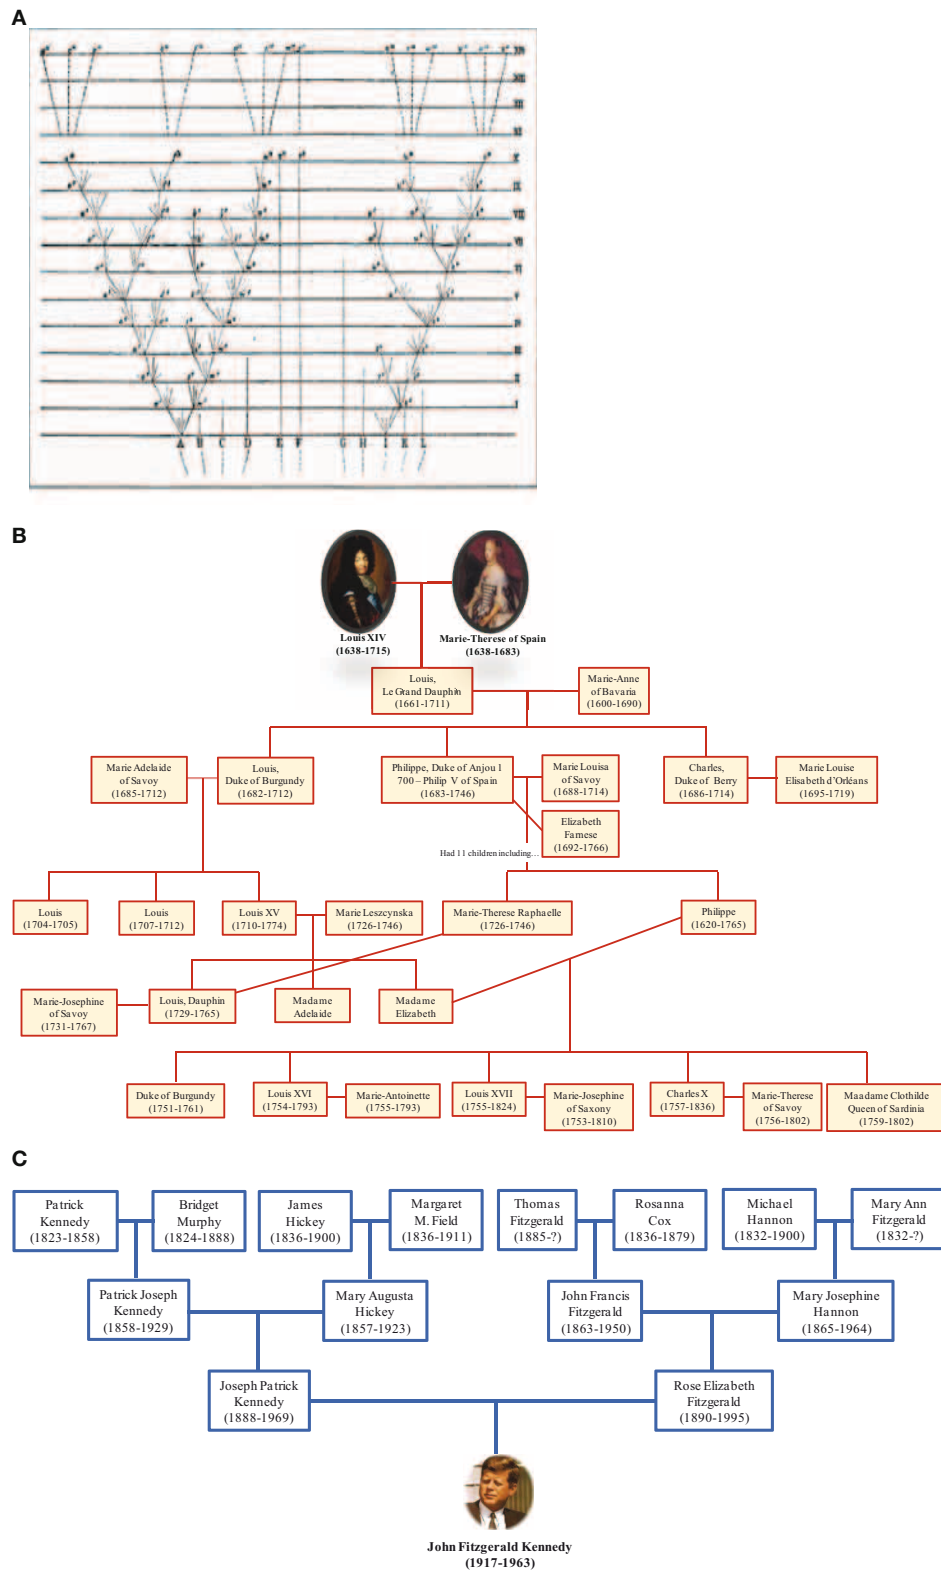 A
XIV
XIII
XII
XI
X
IX
VIII
VII
VI
V
IV
III
II
I
A B C D E F G H I K L
B
Louis XIV
(1638-1715)
Marie-Therese of Spain
(1638-1683)
Louis,
Le Grand Dauphin
(1661-1711)
Marie-Anne
of Bavaria
(1600-1690)
Marie Adelaide
of Savoy
(1685-1712)
Louis,
Duke of Burgundy
(1682-1712)
Philippe, Duke of Anjou 1
700 – Philip V of Spain
(1683-1746)
Marie Louisa
of Savoy
(1688-1714)
Charles,
Duke of Berry
(1686-1714)
Marie Louise
Elisabeth d'Orléans
(1695-1719)
Elizabeth
Farnese
(1692-1766)
Had 11 children including...
Louis
(1704-1705)
Louis
(1707-1712)
Louis XV
(1710-1774)
Marie Leszcynska
(1726-1746)
Marie-Therese Raphaelle
(1726-1746)
Philippe
(1620-1765)
Marie-Josephine
of Savoy
(1731-1767)
Louis, Dauphin
(1729-1765)
Madame
Adelaide
Madame
Elizabeth
Duke of Burgundy
(1751-1761)
Louis XVI
(1754-1793)
Marie-Antoinette
(1755-1793)
Louis XVII
(1755-1824)
Marie-Josephine
of Saxony
(1753-1810)
Charles X
(1757-1836)
Marie-Therese
of Savoy
(1756-1802)
Maadame Clothilde
Queen of Sardinia
(1759-1802)
C
Patrick
Kennedy
(1823-1858)
Bridget
Murphy
(1824-1888)
James
Hickey
(1836-1900)
Margaret
M. Field
(1836-1911)
Thomas
Fitzgerald
(1885-?)
Rosanna
Cox
(1836-1879)
Michael
Hannon
(1832-1900)
Mary Ann
Fitzgerald
(1832-?)
Patrick Joseph
Kennedy
(1858-1929)
Mary Augusta
Hickey
(1857-1923)
John Francis
Fitzgerald
(1863-1950)
Mary Josephine
Hannon
(1865-1964)
Joseph Patrick
Kennedy
(1888-1969)
Rose Elizabeth
Fitzgerald
(1890-1995)
John Fitzgerald Kennedy
(1917-1963)